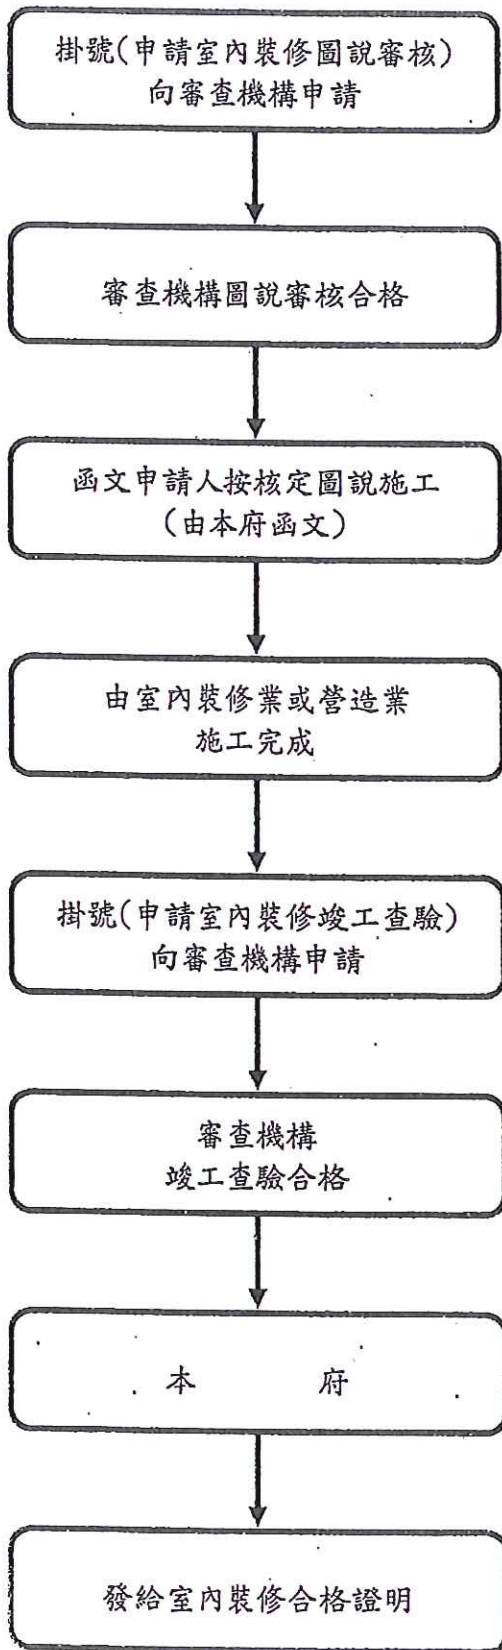 掛號(申請室內裝修圖說審核)
向審查機構申請
審查機構圖說審核合格
函文申請人按核定圖說施工
(由本府函文)
由室內裝修業或營造業
施工完成
掛號(申請室內裝修竣工查驗)
向審查機構申請
審查機構
竣工查驗合格
本　　　府
發給室內裝修合格證明